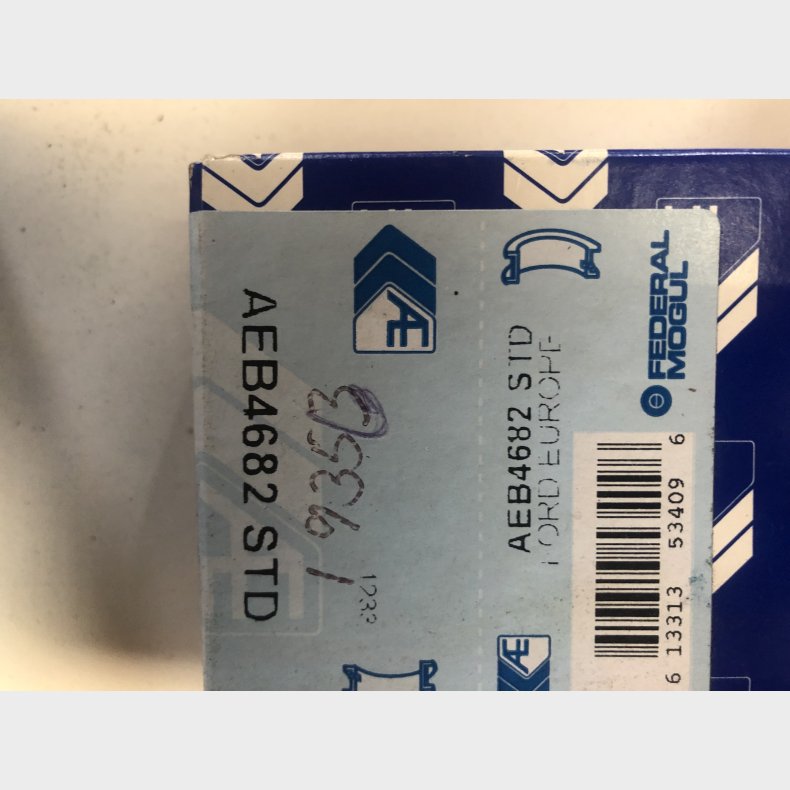 FEDERAL
MOGUL
6 13313 53409 6
AEB4682 STD
FORD EUROPE
Æ
Æ
AEB4682 STD